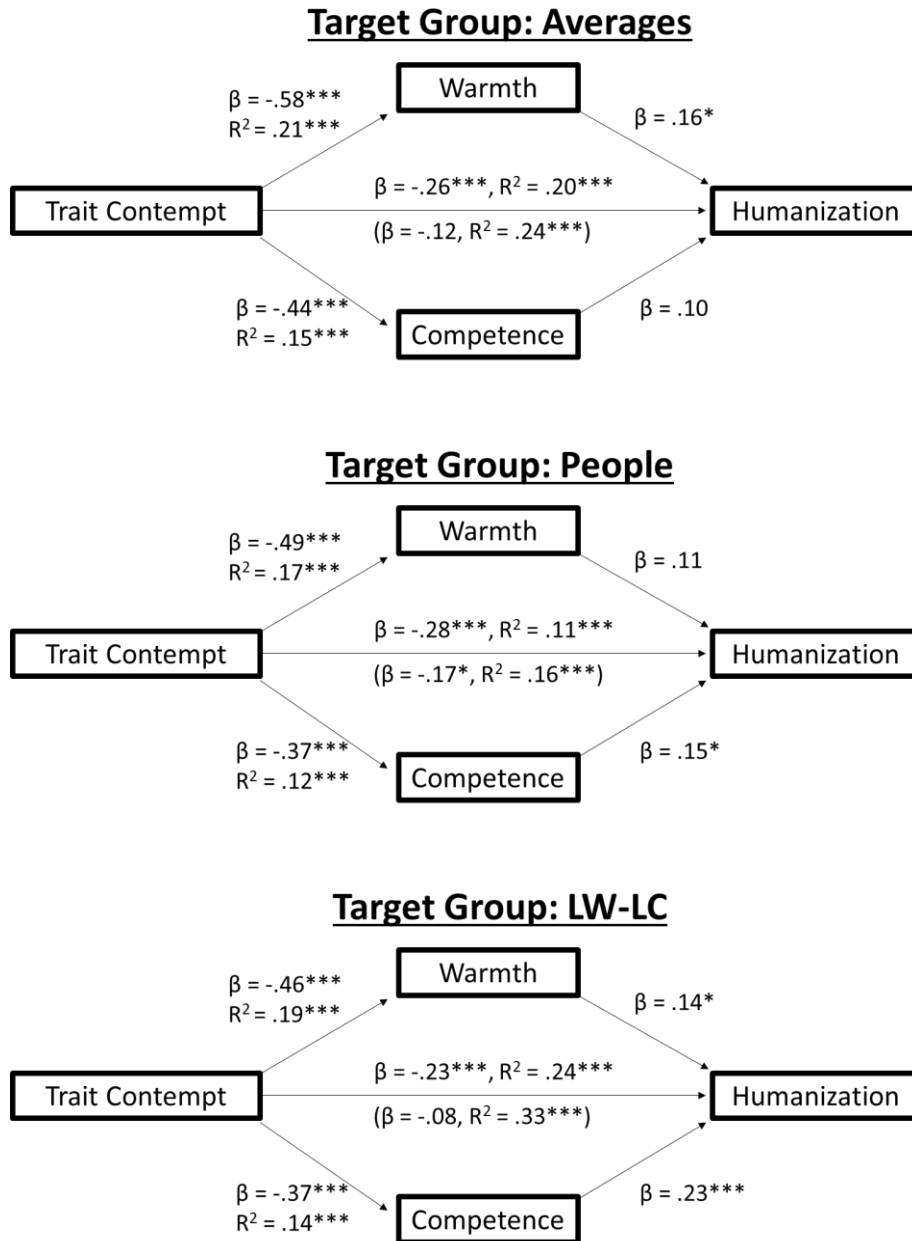 Target Group: Averages
Warmth
β = -.58***
R² = .21***
β = .16*
β = -.26***, R² = .20***
Trait Contempt
Humanization
(β = -.12, R² = .24***)
β = -.44***
R² = .15***
β = .10
Competence
Target Group: People
Warmth
β = -.49***
R² = .17***
β = .11
β = -.28***, R² = .11***
Trait Contempt
Humanization
(β = -.17*, R² = .16***)
β = -.37***
R² = .12***
β = .15*
Competence
Target Group: LW-LC
Warmth
β = -.46***
R² = .19***
β = .14*
β = -.23***, R² = .24***
Trait Contempt
Humanization
(β = -.08, R² = .33***)
β = -.37***
R² = .14***
β = .23***
Competence